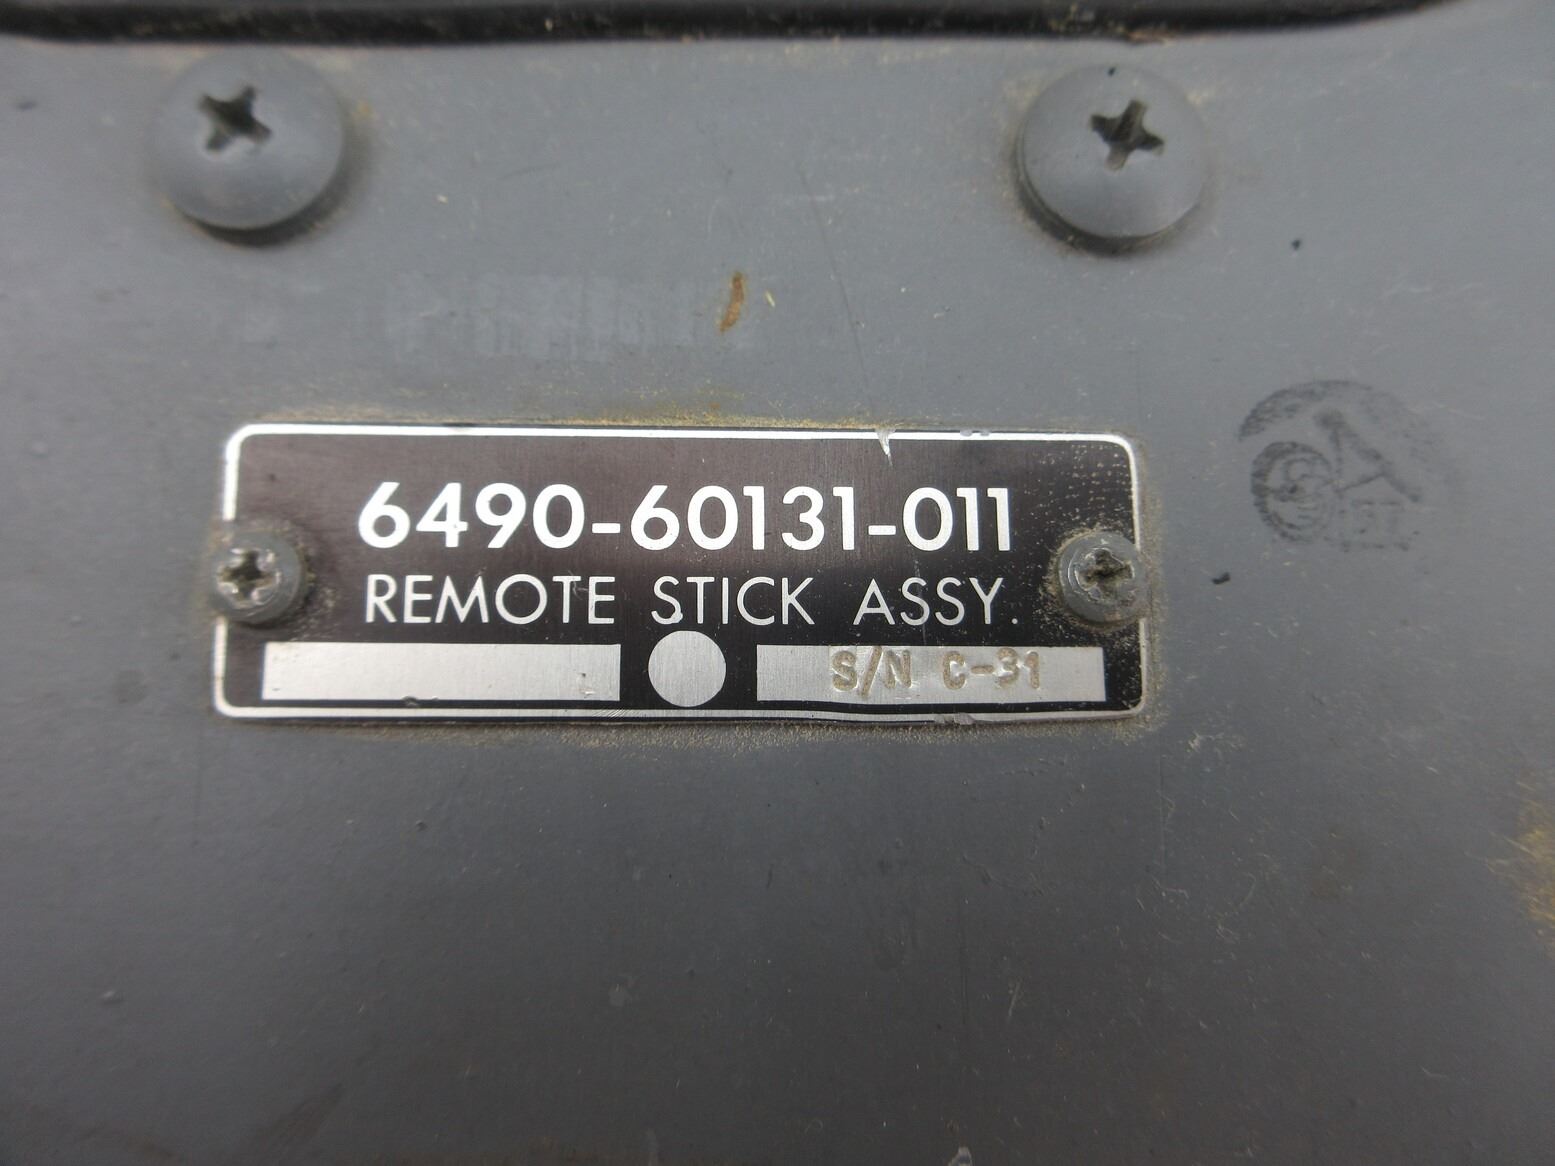 6490-60131-011
REMOTE STICK ASSY.
S/N C-31